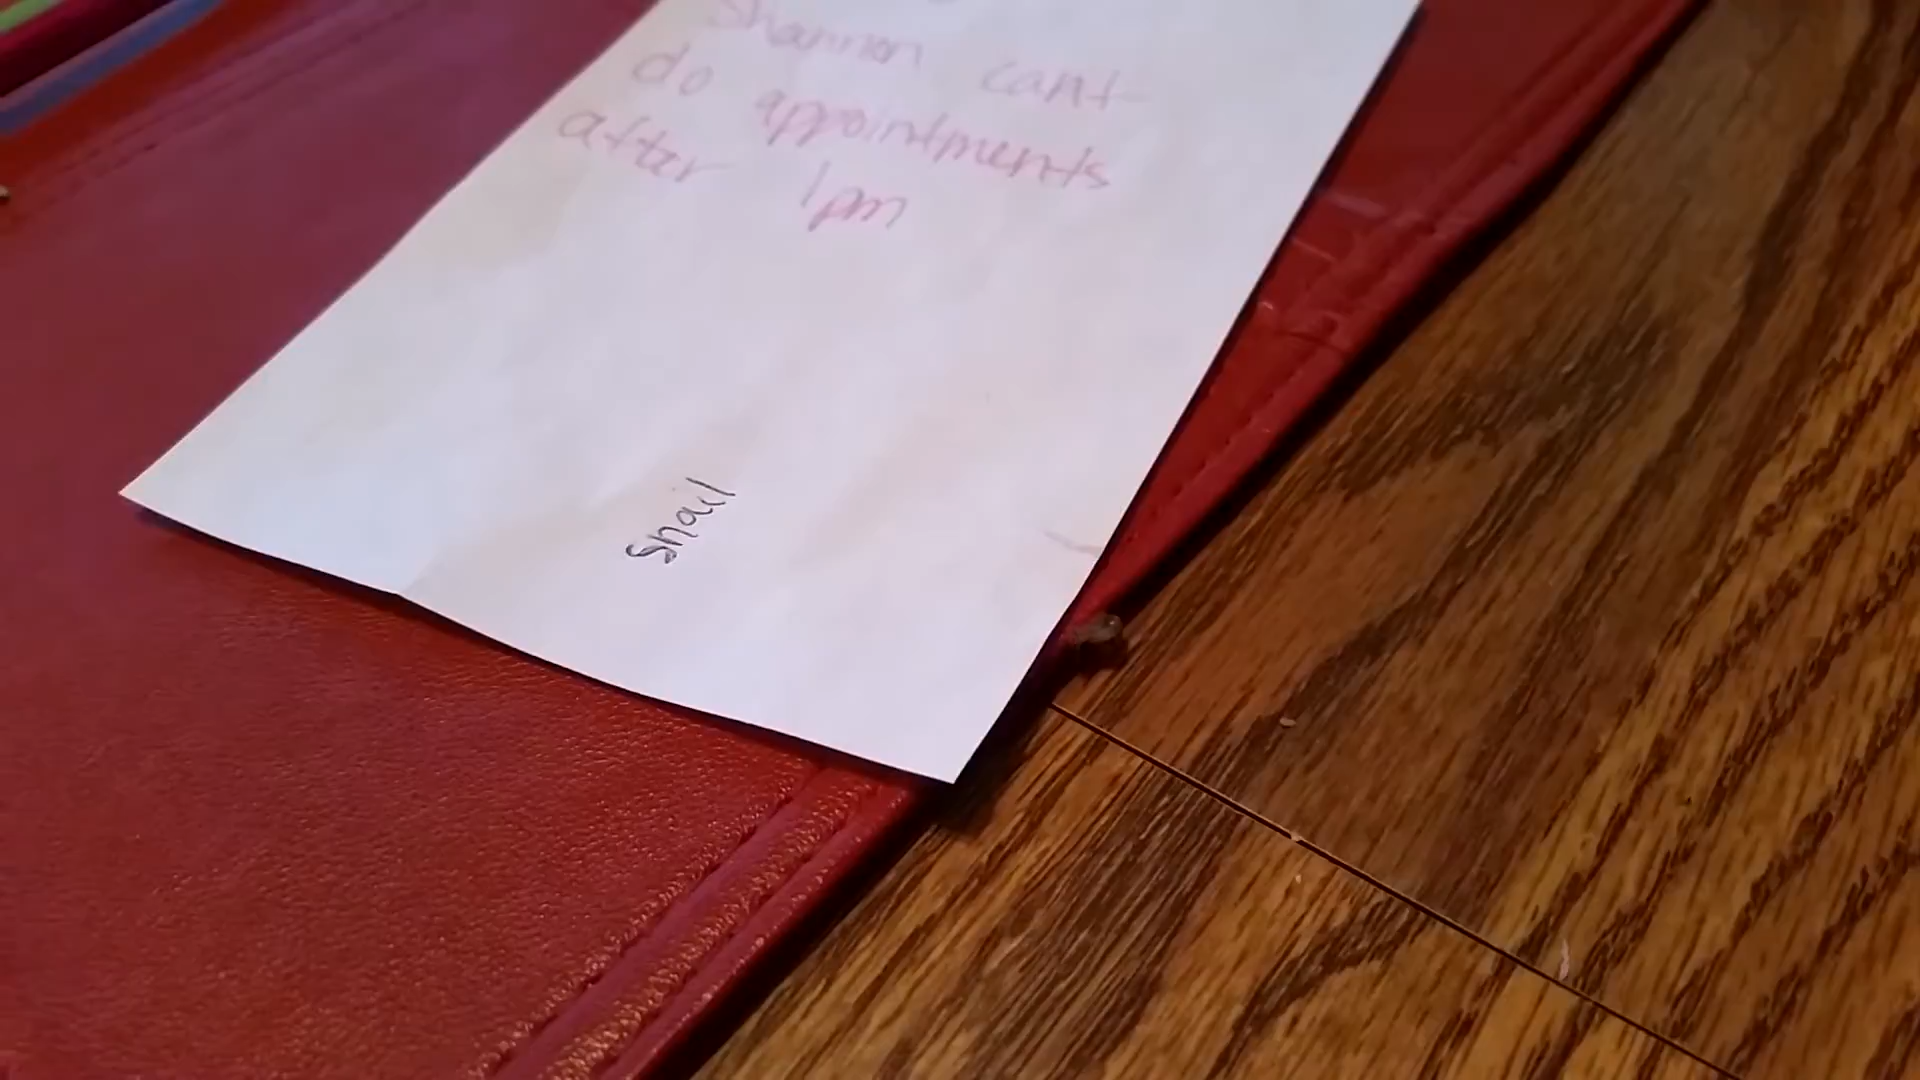 Shannon cant
do appointments
after 1pm
Snail